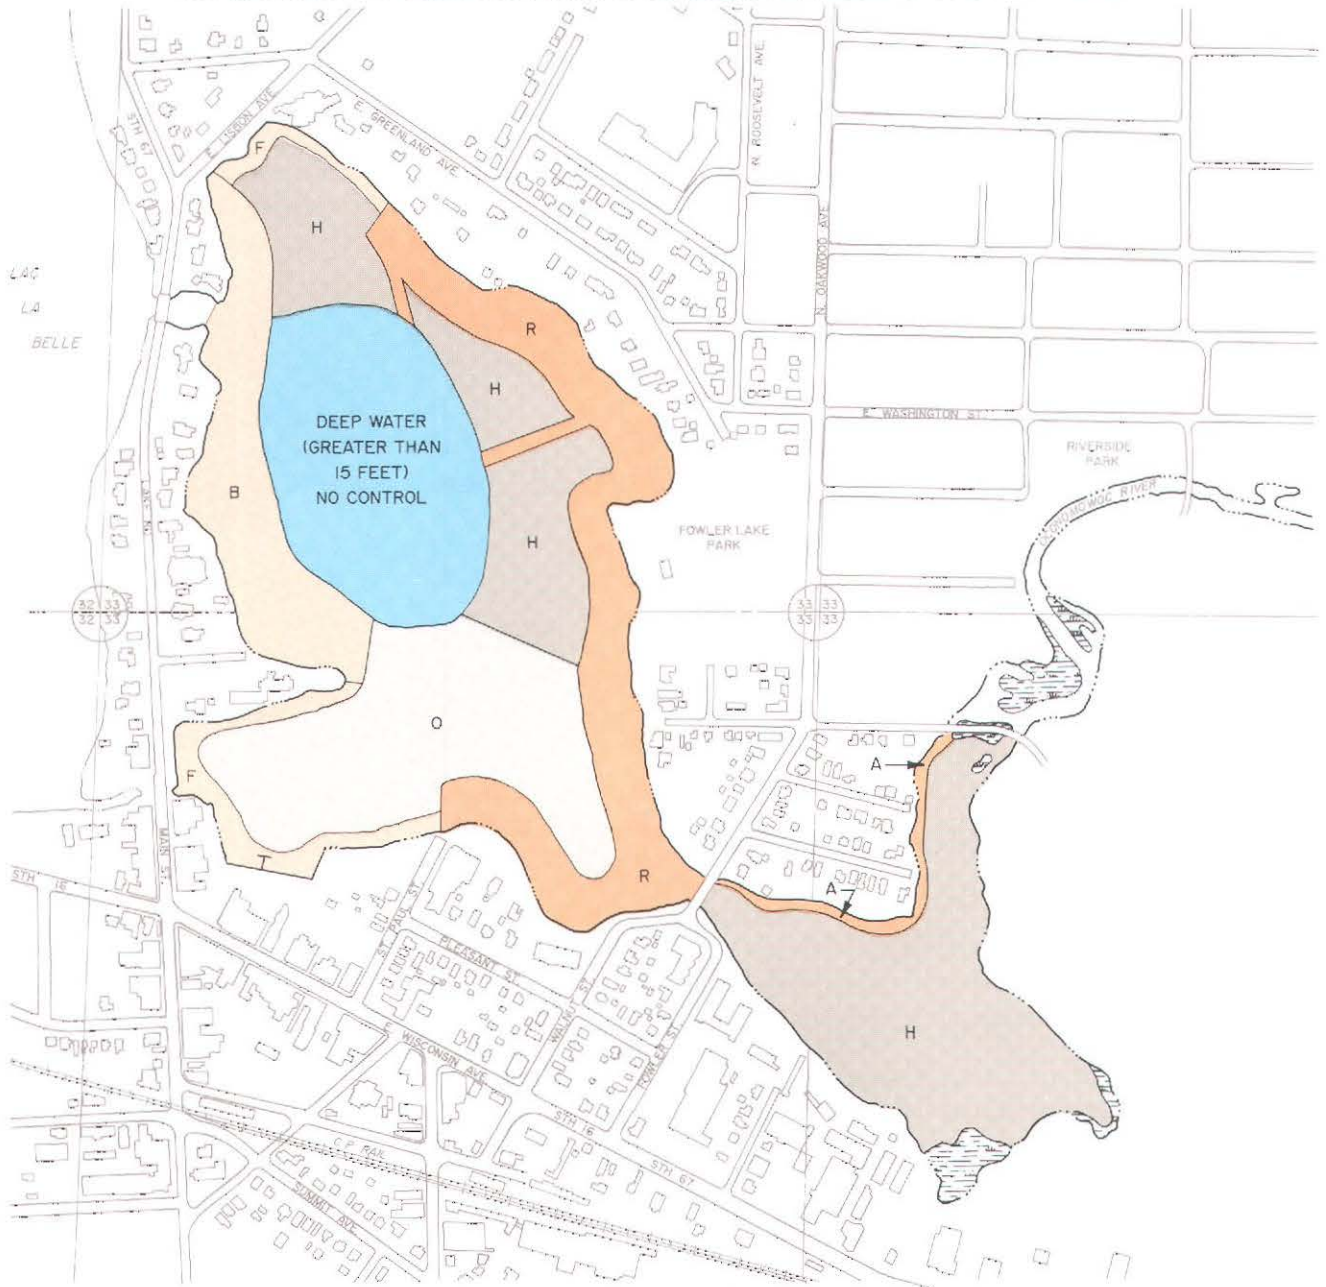 STH 67
E. LISBON AVE
E. GREENLAND AVE.
N. ROOSEVELT AVE.
N. OAKWOOD AVE
F
H
LAC
LA
BELLE
R
H
DEEP WATER
(GREATER THAN
15 FEET)
NO CONTROL
E. WASHINGTON ST.
RIVERSIDE
PARK
B
OCONOMOWOC RIVER
H
FOWLER LAKE
PARK
32 33
32 33
33 33
33 33
O
F
A
MAIN ST.
T
STH 16
R
A
ST. PAUL ST.
PLEASANT ST.
WALNUT ST.
FOWLER ST.
E. WISCONSIN AVE.
H
STH 16
STH 67
C.P. RAIL
SUMMIT AVE.